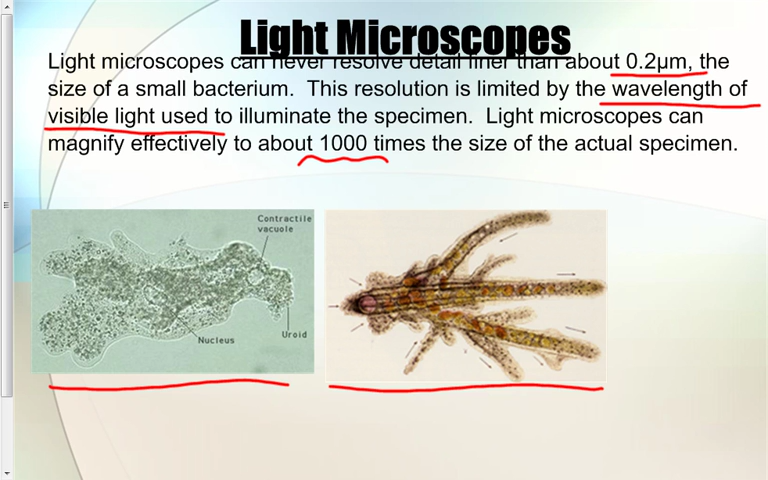 Light Microscopes
Light microscopes can never resolve detail finer than about 0.2µm, the
size of a small bacterium.  This resolution is limited by the wavelength of
visible light used to illuminate the specimen.  Light microscopes can
magnify effectively to about 1000 times the size of the actual specimen.
Contractile
vacuole
Nucleus
Uroid